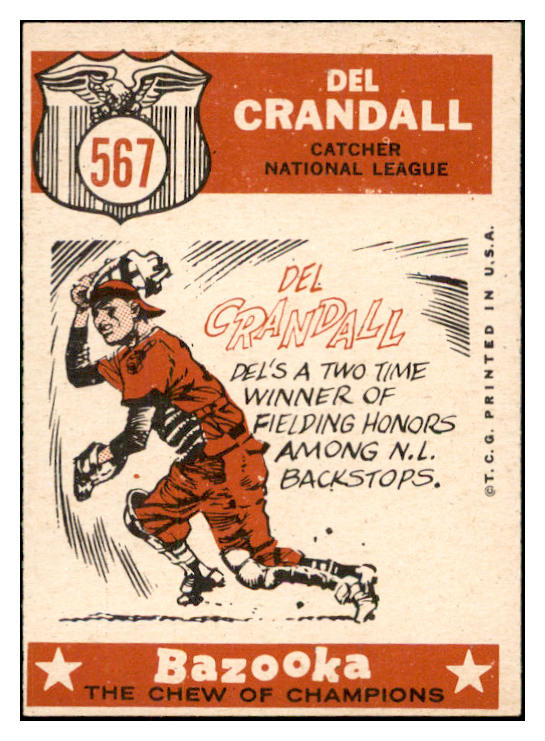 567
DEL
CRANDALL
CATCHER
NATIONAL LEAGUE
DEL
CRANDALL
DEL'S A TWO TIME
WINNER OF
FIELDING HONORS
AMONG N.L.
BACKSTOPS.
©T.C.G. PRINTED IN U.S.A.
Bazooka
THE CHEW OF CHAMPIONS